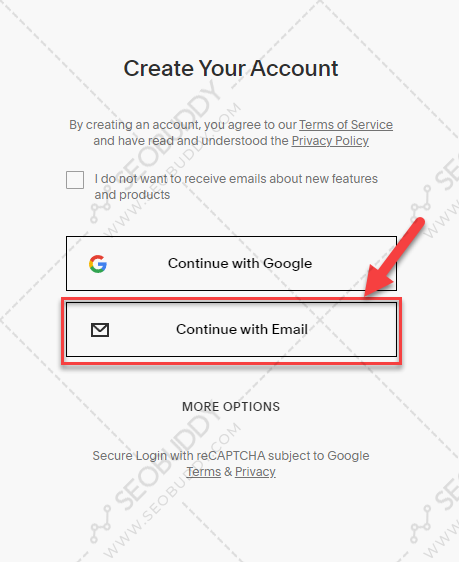 Create Your Account
By creating an account, you agree to our Terms of Service
and have read and understood the Privacy Policy
I do not want to receive emails about new features
and products
Continue with Google
Continue with Email
MORE OPTIONS
Secure Login with reCAPTCHA subject to Google
Terms & Privacy
SEOBUDDY
WWW.SEOBUDDY.COM
SEOBUDDY
WWW.SEOBUDDY.COM